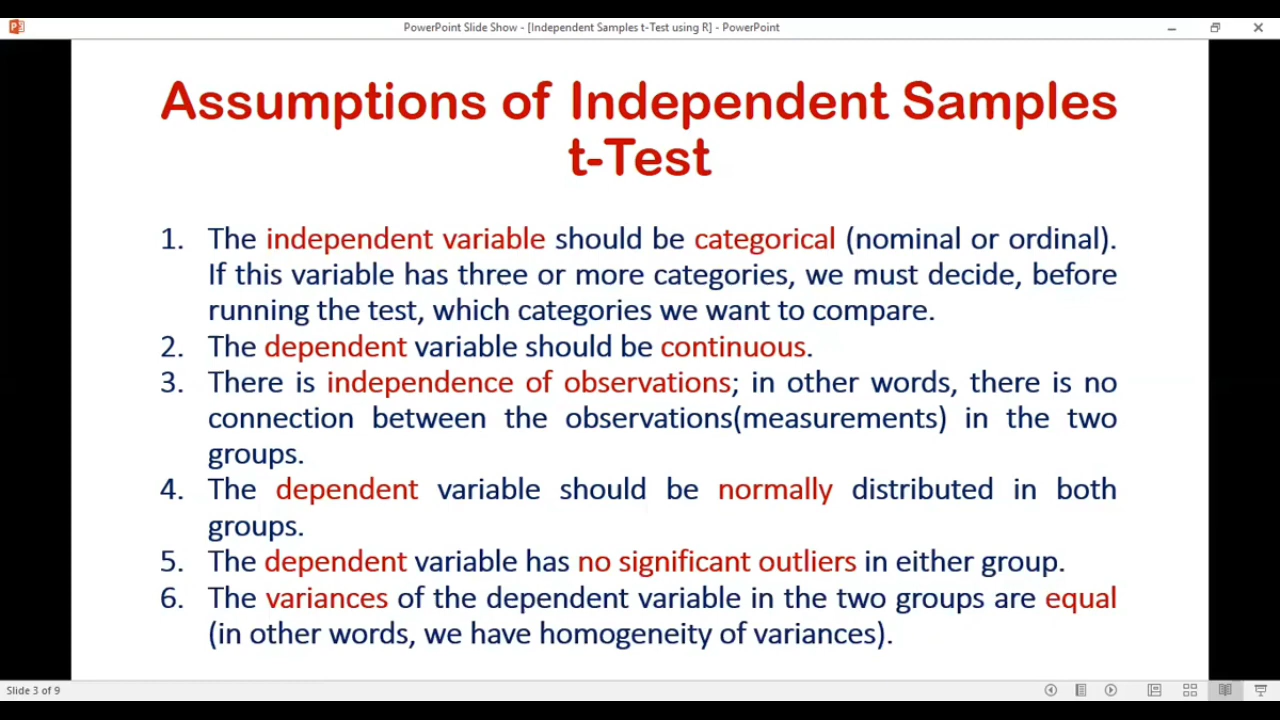 PowerPoint Slide Show - [Independent Samples t-Test using R] - PowerPoint
Assumptions of Independent Samples
t-Test
1. The independent variable should be categorical (nominal or ordinal).
If this variable has three or more categories, we must decide, before
running the test, which categories we want to compare.
2. The dependent variable should be continuous.
3. There is independence of observations; in other words, there is no
connection between the observations(measurements) in the two
groups.
4. The dependent variable should be normally distributed in both
groups.
5. The dependent variable has no significant outliers in either group.
6. The variances of the dependent variable in the two groups are equal
(in other words, we have homogeneity of variances).
Slide 3 of 9